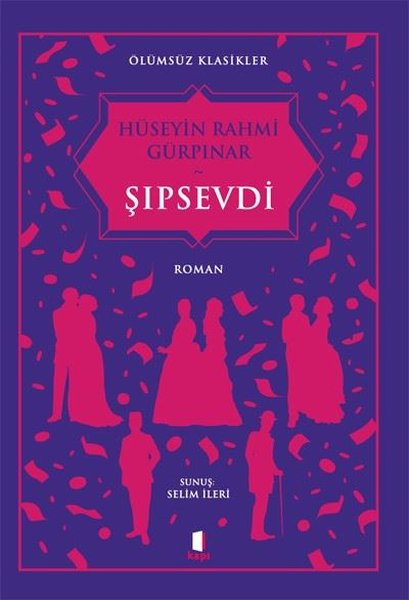 ÖLÜMSÜZ KLASİKLER
HÜSEYİN RAHMİ
GÜRPINAR
~
ŞIPSEVDİ
ROMAN
SUNUŞ:
SELİM İLERİ
kapı